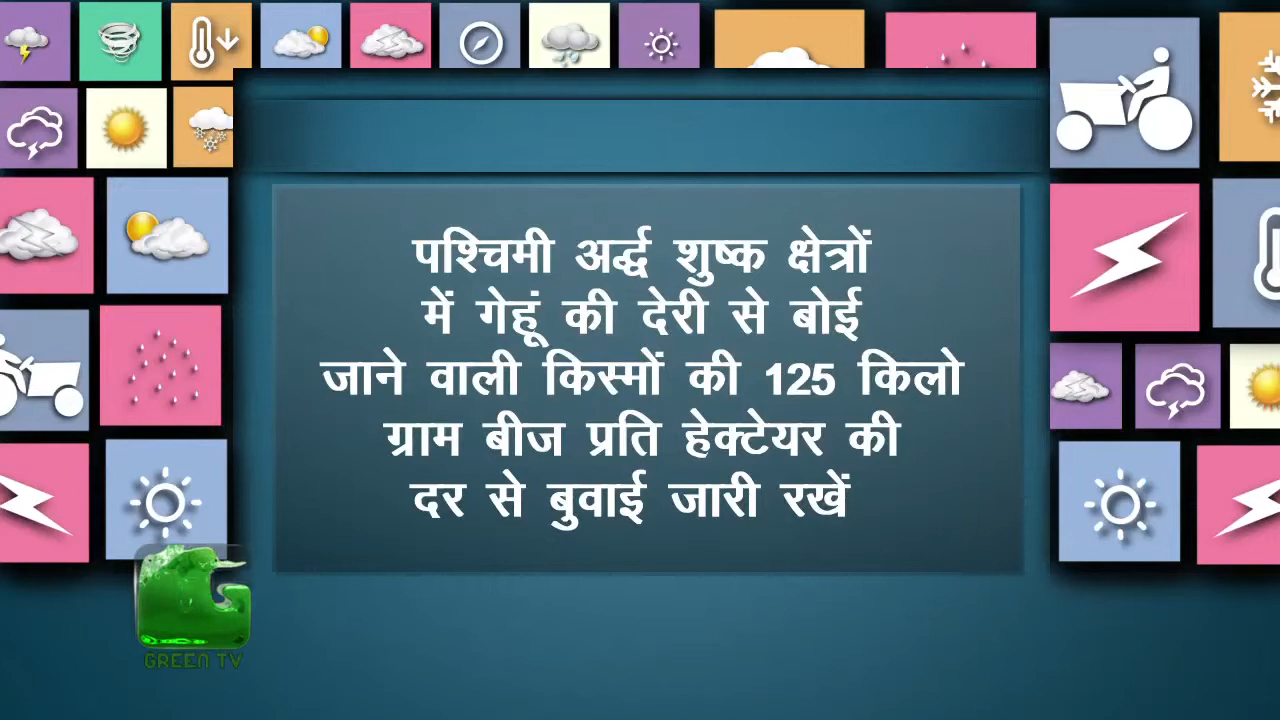 पश्चिमी अर्द्ध शुष्क क्षेत्रों
में गेहूं की देरी से बोई
जाने वाली किस्मों की 125 किलो
ग्राम बीज प्रति हेक्टेयर की
दर से बुवाई जारी रखें
GREEN TV